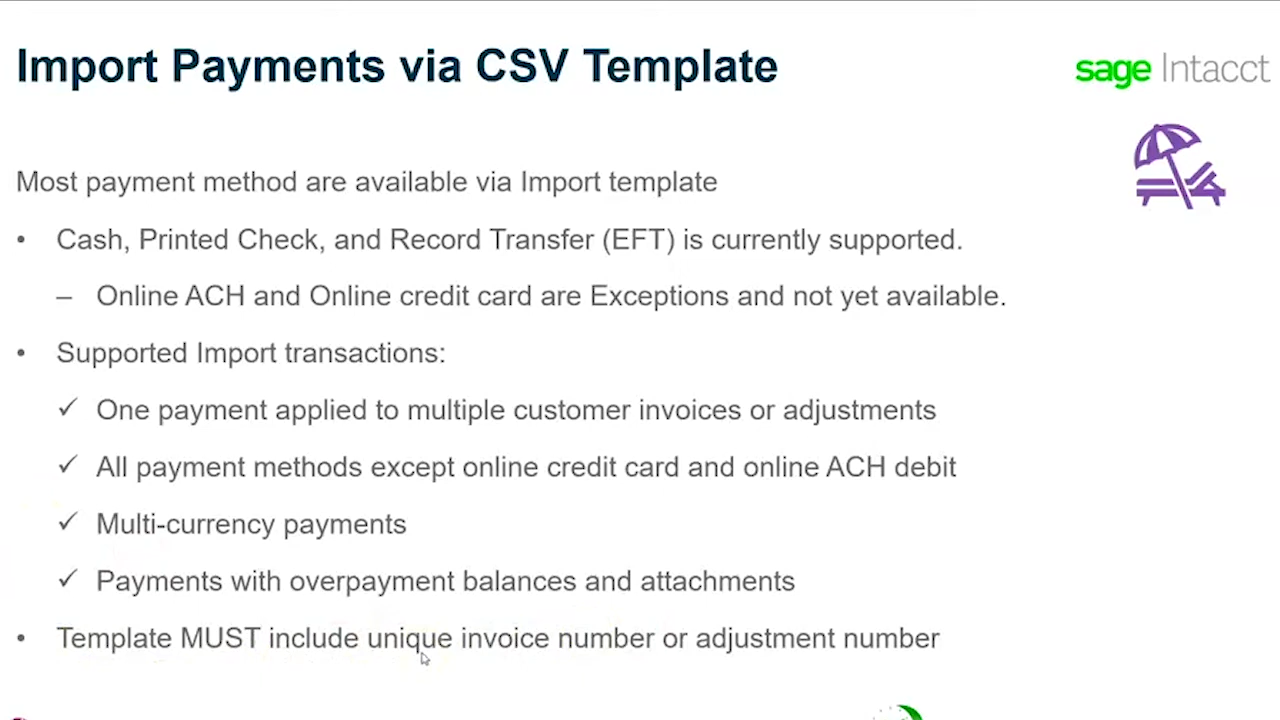 Import Payments via CSV Template
sage Intacct
Most payment method are available via Import template
• Cash, Printed Check, and Record Transfer (EFT) is currently supported.
– Online ACH and Online credit card are Exceptions and not yet available.
• Supported Import transactions:
✓ One payment applied to multiple customer invoices or adjustments
✓ All payment methods except online credit card and online ACH debit
✓ Multi-currency payments
✓ Payments with overpayment balances and attachments
• Template MUST include unique invoice number or adjustment number